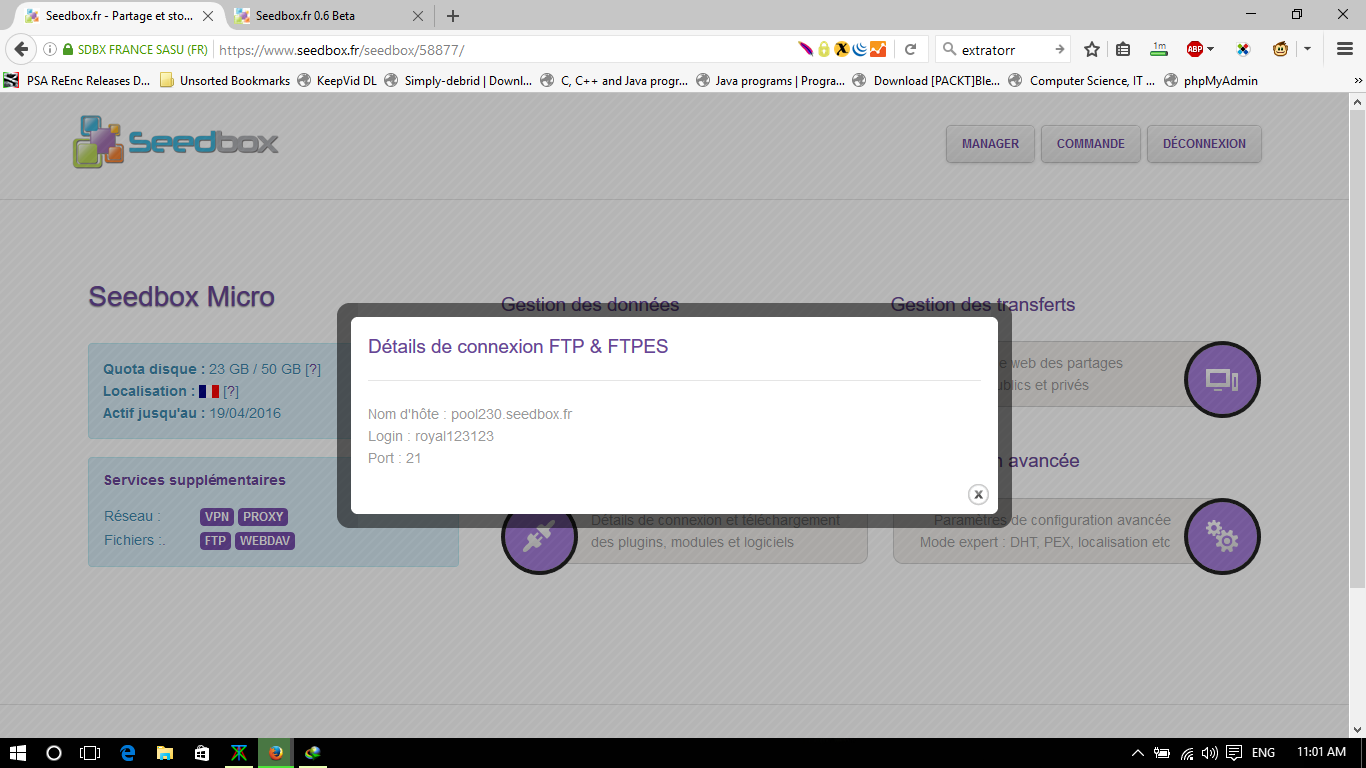 Seedbox.fr - Partage et sto...
Seedbox.fr 0.6 Beta
SDBX FRANCE SASU (FR)
https://www.seedbox.fr/seedbox/58877/
extratorr
1m
ABP
PSA ReEnc Releases D...
Unsorted Bookmarks
KeepVid DL
Simply-debrid | Downl...
C, C++ and Java progr...
Java programs | Progra...
Download [PACKT]Ble...
Computer Science, IT ...
phpMyAdmin
Seedbox
MANAGER
COMMANDE
DÉCONNEXION
Seedbox Micro
Quota disque : 23 GB / 50 GB [?]
Localisation : [?]
Actif jusqu'au : 19/04/2016
Services supplémentaires
Réseau : VPN PROXY
Fichiers :. FTP WEBDAV
Gestion des données
Gestion des transferts
Détails de connexion FTP & FTPES
Nom d'hôte : pool230.seedbox.fr
Login : royal123123
Port : 21
x
web des partages
publics et privés
avancée
Détails de connexion et téléchargement
des plugins, modules et logiciels
Paramètres de configuration avancée
Mode expert : DHT, PEX, localisation etc
ENG
11:01 AM